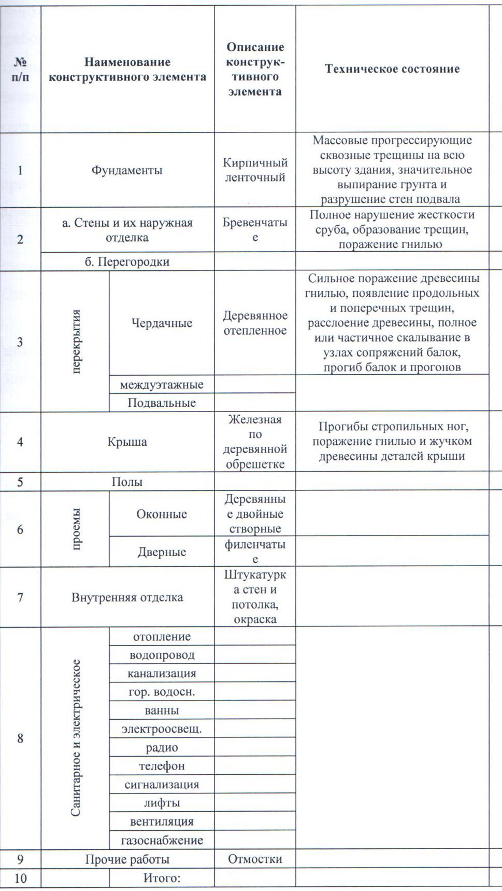 №
п/п
Наименование
конструктивного элемента
Описание
конструк-
тивного
элемента
Техническое состояние
1
Фундаменты
Кирпичный
ленточный
Массовые прогрессирующие
сквозные трещины на всю
высоту здания, значительное
выпирание грунта и
разрушение стен подвала
2
а. Стены и их наружная
отделка
Бревенчаты
е
Полное нарушение жесткости
сруба, образование трещин,
поражение гнилью
б. Перегородки
3
перекрытия
Чердачные
Деревянное
отепленное
Сильное поражение древесины
гнилью, появление продольных
и поперечных трещин,
расслоение древесины, полное
или частичное скалывание в
узлах сопряжений балок,
прогиб балок и прогонов
междуэтажные
Подвальные
4
Крыша
Железная
по
деревянной
обрешетке
Прогибы стропильных ног,
поражение гнилью и жучком
древесины деталей крыши
5
Полы
6
проемы
Оконные
Деревянны
е двойные
створные
Дверные
филенчаты
е
7
Внутренняя отделка
Штукатурк
а стен и
потолка,
окраска
8
Санитарное и электрическое
отопление
водопровод
канализация
гор. водосн.
ванны
электроосвещ.
радио
телефон
сигнализация
лифты
вентиляция
газоснабжение
9
Прочие работы
Отмостки
10
Итого: